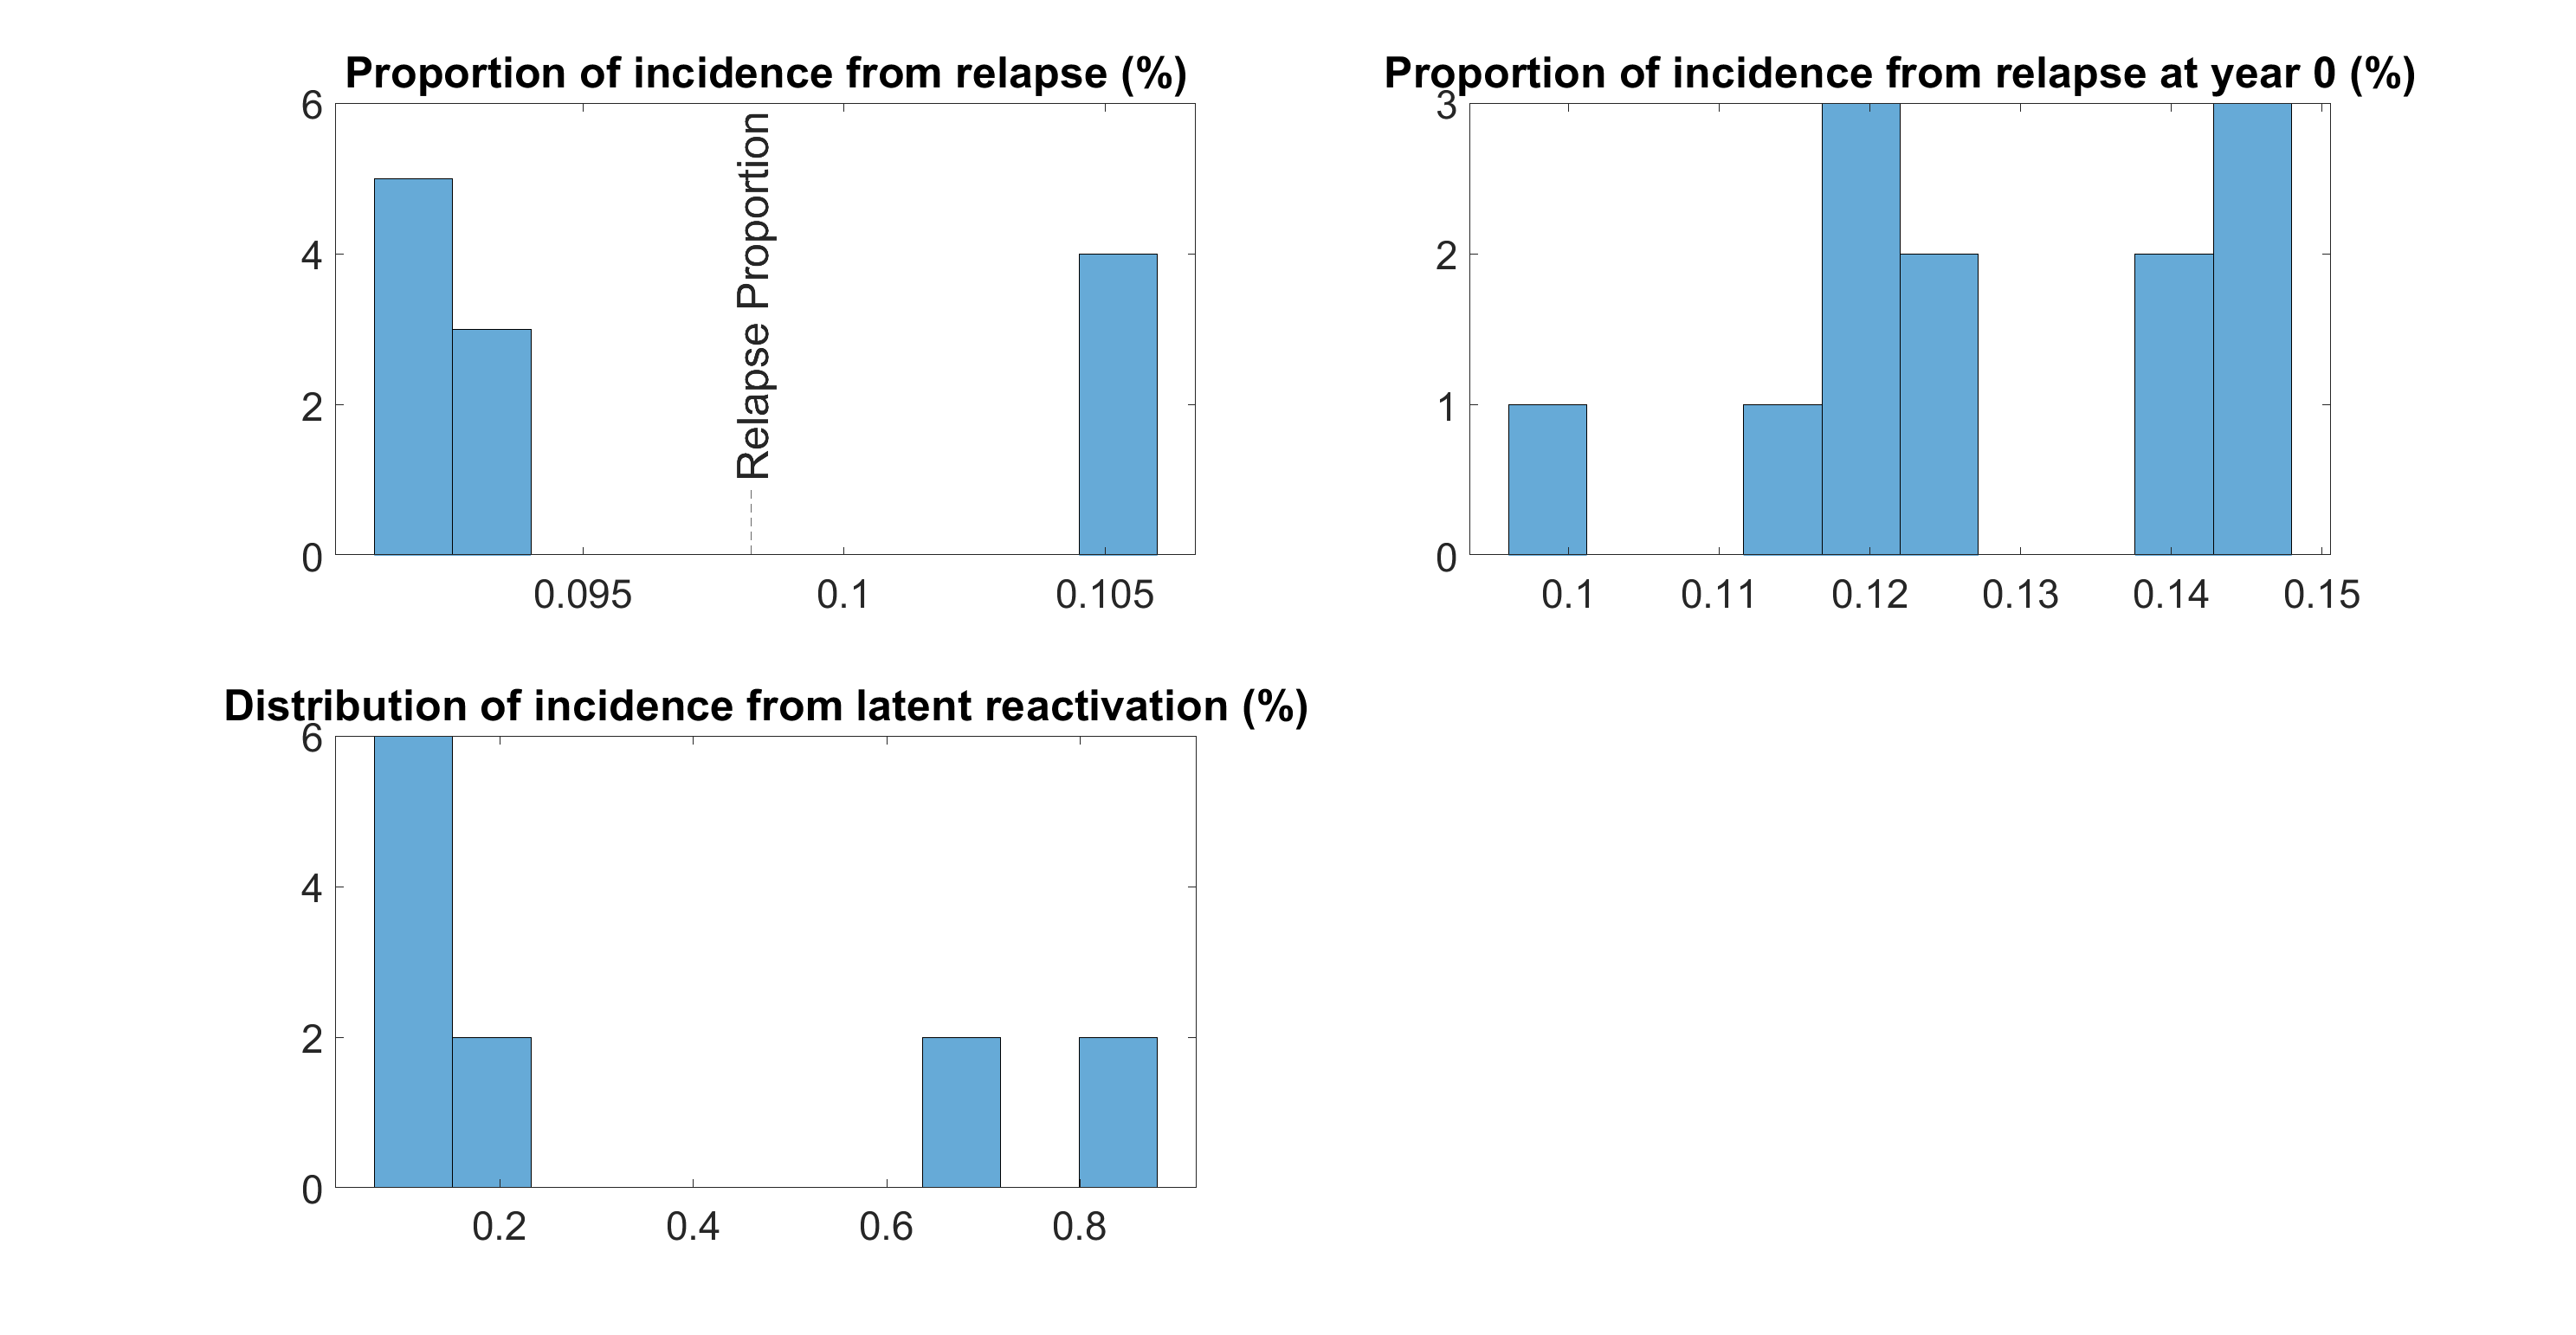 Proportion of incidence from relapse (%)
6
4
2
0
Relapse Proportion
0.095 0.1 0.105
Proportion of incidence from relapse at year 0 (%)
3
2
1
0
0.1 0.11 0.12 0.13 0.14 0.15
Distribution of incidence from latent reactivation (%)
6
4
2
0
0.2 0.4 0.6 0.8